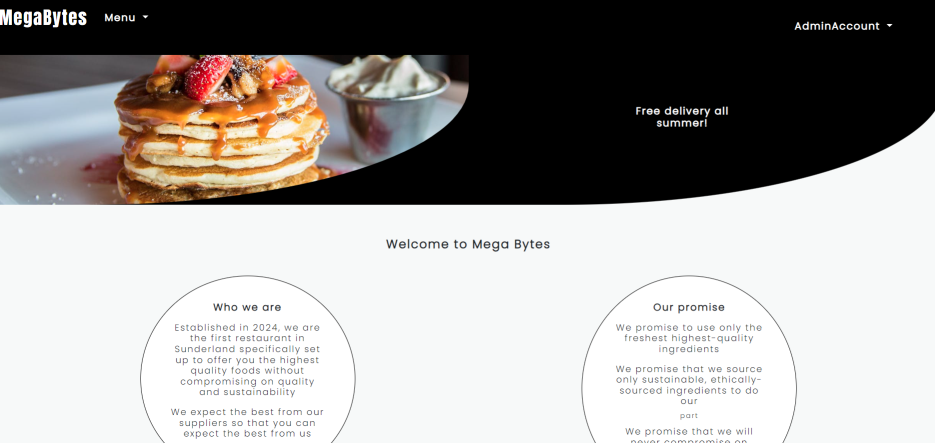 MegaBytes
Menu
AdminAccount
Free delivery all
summer!
Welcome to Mega Bytes
Who we are
Established in 2024, we are
the first restaurant in
Sunderland specifically set
up to offer you the highest
quality foods without
compromising on quality
and sustainability
We expect the best from our
suppliers so that you can
expect the best from us
Our promise
We promise to use only the
freshest highest-quality
ingredients
We promise that we source
only sustainable, ethically-
sourced ingredients to do
our
part
We promise that we will
never compromise on